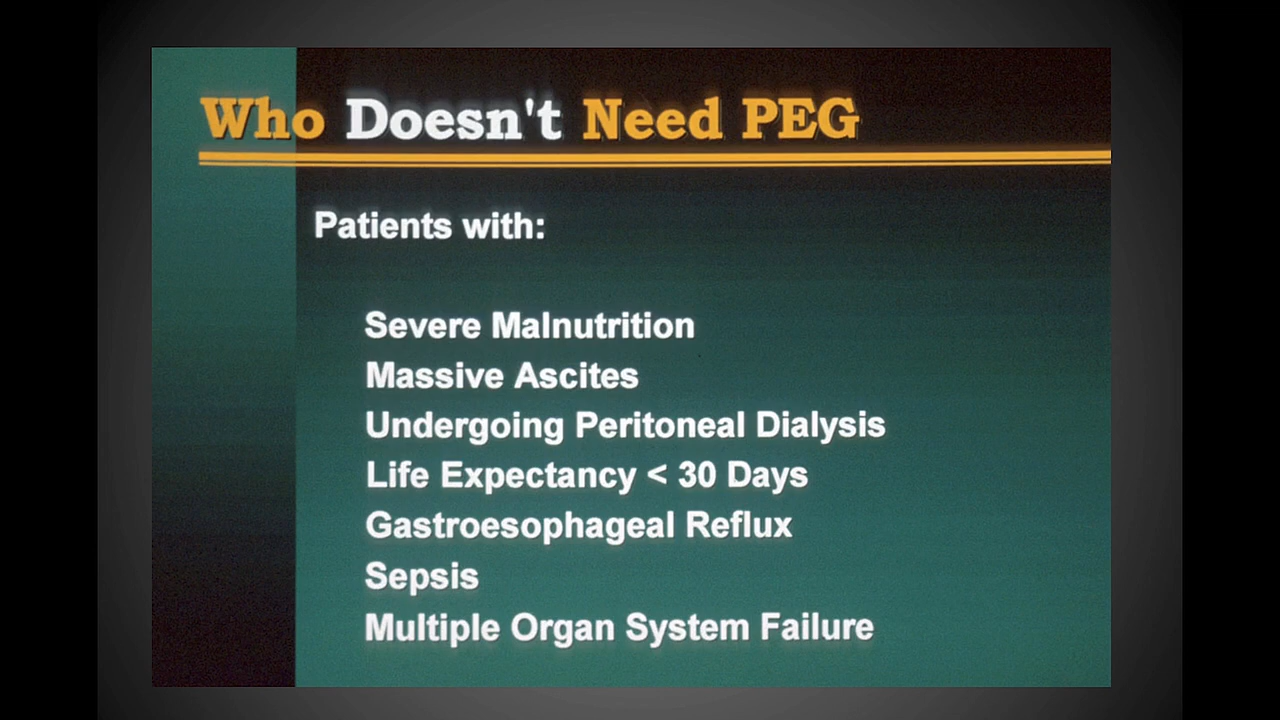 Who Doesn't Need PEG
Patients with:
Severe Malnutrition
Massive Ascites
Undergoing Peritoneal Dialysis
Life Expectancy < 30 Days
Gastroesophageal Reflux
Sepsis
Multiple Organ System Failure